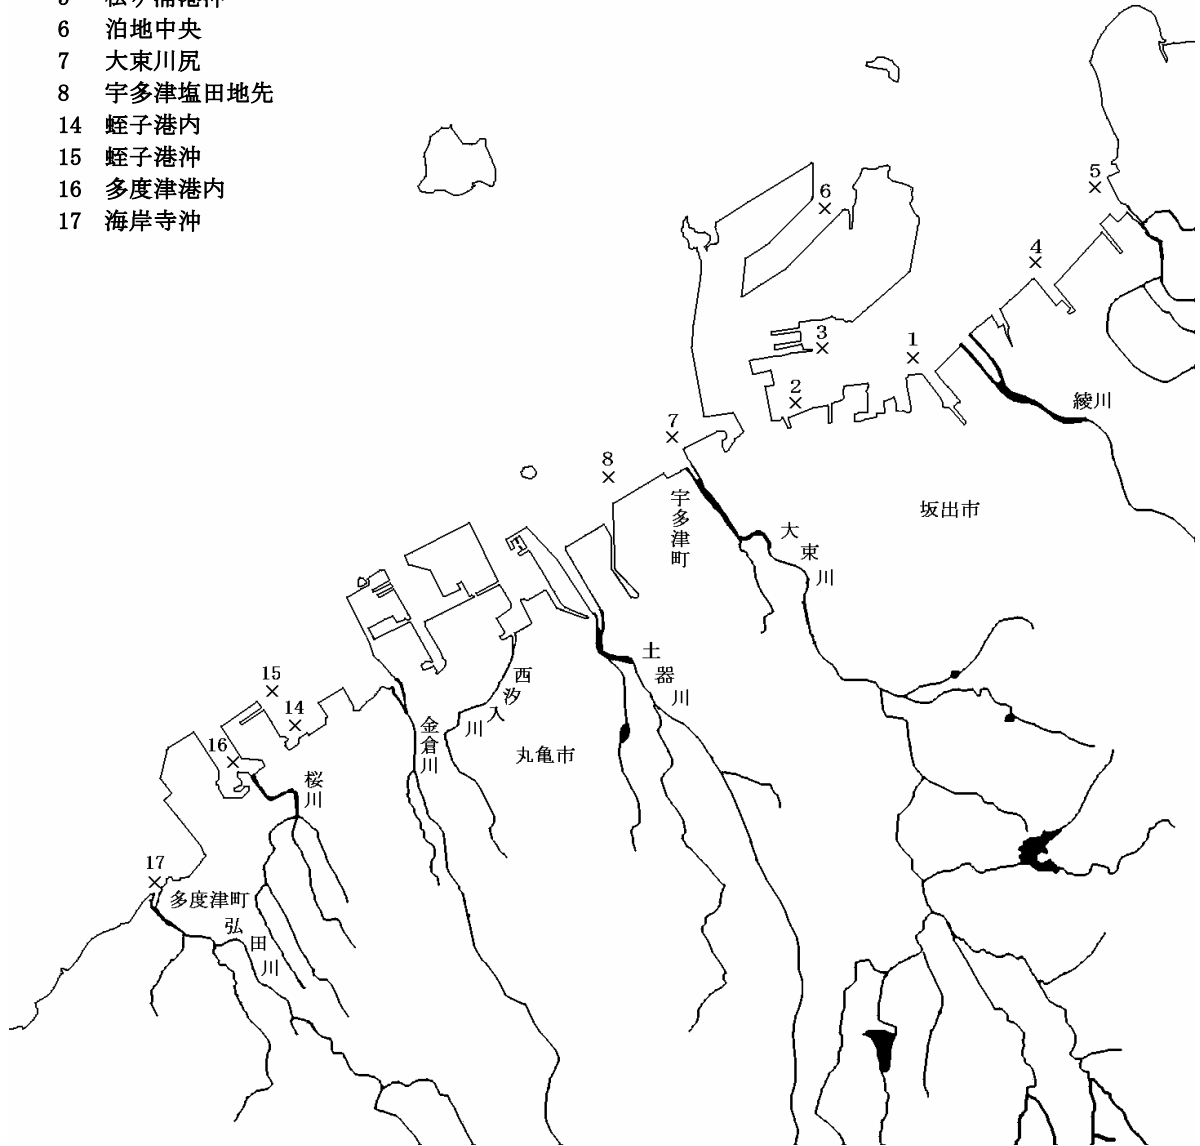 6 泊地中央
7 大束川尻
8 宇多津塩田地先
14 蛭子港内
15 蛭子港沖
16 多度津港内
17 海岸寺沖
5
6
4
3
1
2
綾川
7
8
宇多津町
坂出市
大束川
土器川
西汐入川
15
14
金倉川
丸亀市
16
桜川
17
多度津町
弘田川